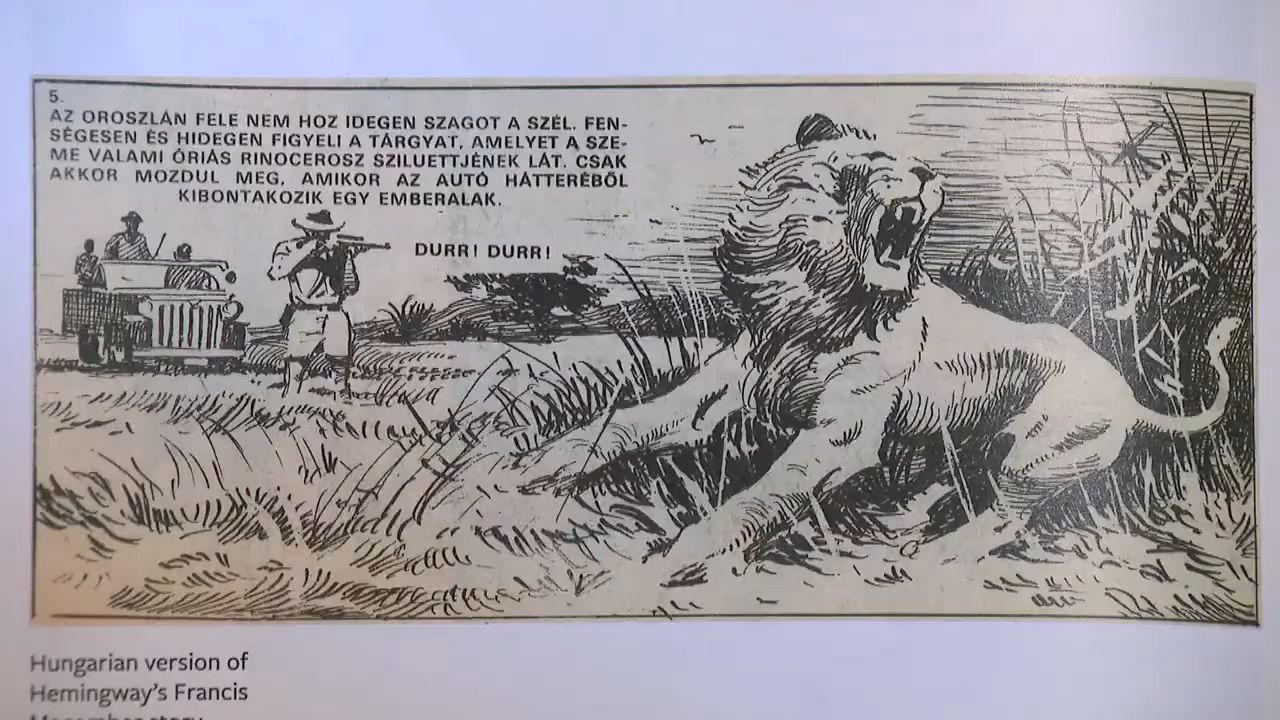 5.
AZ OROSZLÁN FELE NEM HOZ IDEGEN SZAGOT A SZÉL. FEN-
SÉGESEN ÉS HIDEGEN FIGYELI A TÁRGYAT, AMELYET A SZE-
ME VALAMI ÓRIÁS RINOCEROSZ SZILUETTJÉNEK LÁT. CSAK
AKKOR MOZDUL MEG, AMIKOR AZ AUTÓ HÁTTERÉBŐL
KIBONTAKOZIK EGY EMBERALAK.
DURR! DURR!
Hungarian version of
Hemingway's Francis